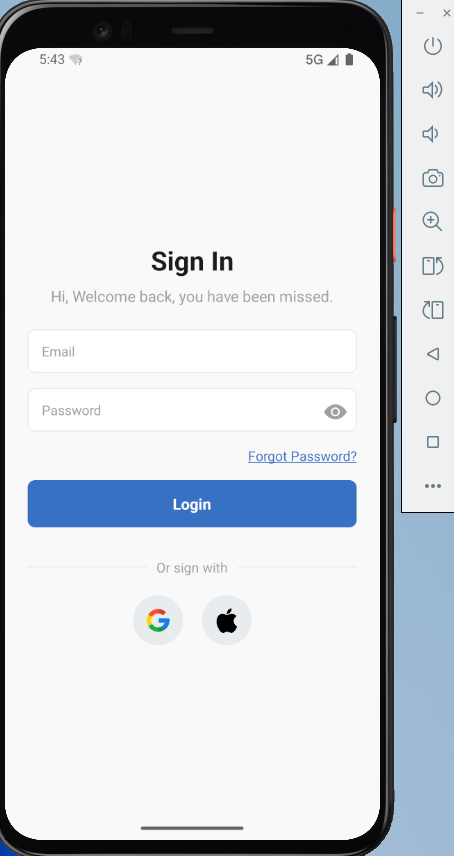 5:43
5G
Sign In
Hi, Welcome back, you have been missed.
Email
Password
Forgot Password?
Login
Or sign with